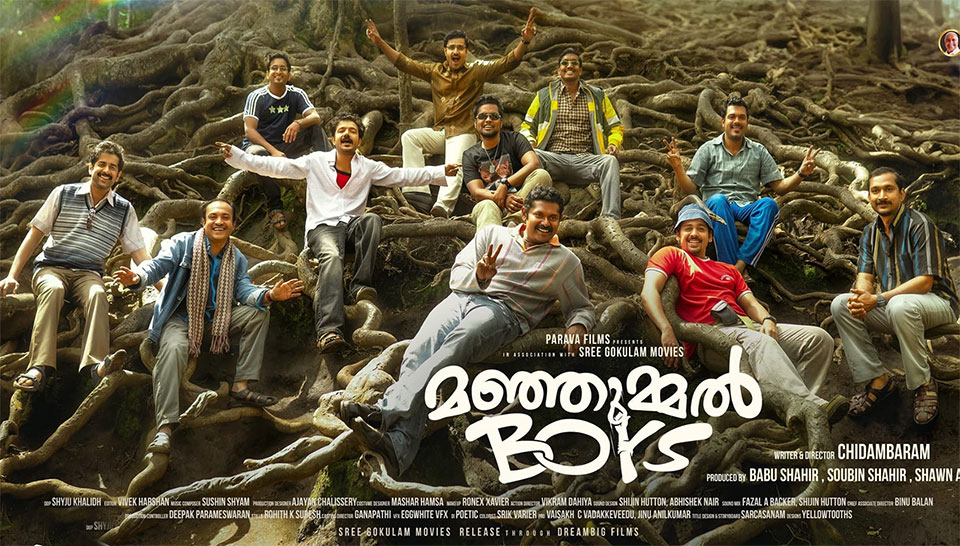 PARAVA FILMS PRESENTS
IN ASSOCIATION WITH SREE GOKULAM MOVIES
മഞ്ഞുമ്മൽ
BOYS
WRITER & DIRECTOR CHIDAMBARAM
PRODUCED BY BABU SHAHIR , SOUBIN SHAHIR , SHAWN A
DOP SHYJU KHALIDH EDITOR VIVEK HARSHAN MUSIC COMPOSER SUSHIN SHYAM PRODUCTION DESIGNER AJAYAN CHALISSERY COSTUME DESIGNER MASHAR HAMSA MAKEUP RONEX XAVIER ACTION DIRECTOR VIKRAM DAHIYA SOUND DESIGN SHIJIN HUTTON, ABHISHEK NAIR SOUND MIX FAZAL A BACKER, SHIJIN HUTTON CHIEF ASSOCIATE DIRECTOR BINU BALAN
DOP SHYJ PRODUCTION CONTROLLER DEEPAK PARAMESWARAN STILLS ROHITH K SURESH CASTING DIRECTOR GANAPATHI VFX EGGWHITE VFX DI POETIC COLORIST SRIK VARIER PRO VAISAKH C VADAKKEVEEDU, JINU ANILKUMAR TITLE DESIGN & STORYBOARD SARCASANAM DESIGNS YELLOWTOOTHS
SREE GOKULAM MOVIES RELEASE THROUGH DREAMBIG FILMS